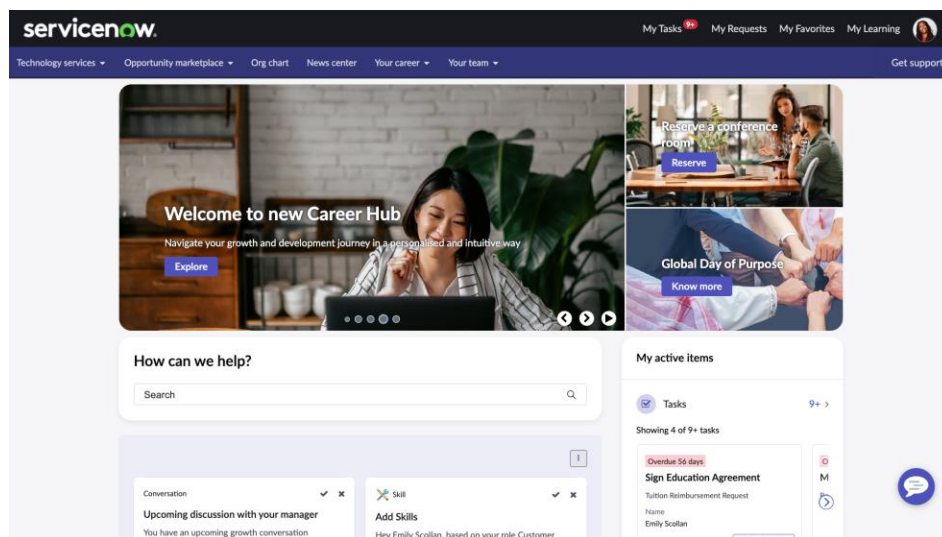 servicenow.
My Tasks 9+ My Requests My Favorites My Learning
Technology services Opportunity marketplace Org chart News center Your career Your team Get support
Welcome to new Career Hub
Navigate your growth and development journey in a personalised and intuitive way
Explore
Reserve a conference
room
Reserve
Global Day of Purpose
Know more
How can we help?
Search
My active items
Tasks 9+
Showing 4 of 9+ tasks
Overdue 56 days
Sign Education Agreement
Tuition Reimbursement Request
Name
Emily Scollan
O
M
Conversation
Upcoming discussion with your manager
You have an upcoming growth conversation
Skill
Add Skills
Hey Emily Scollan, based on your role Customer